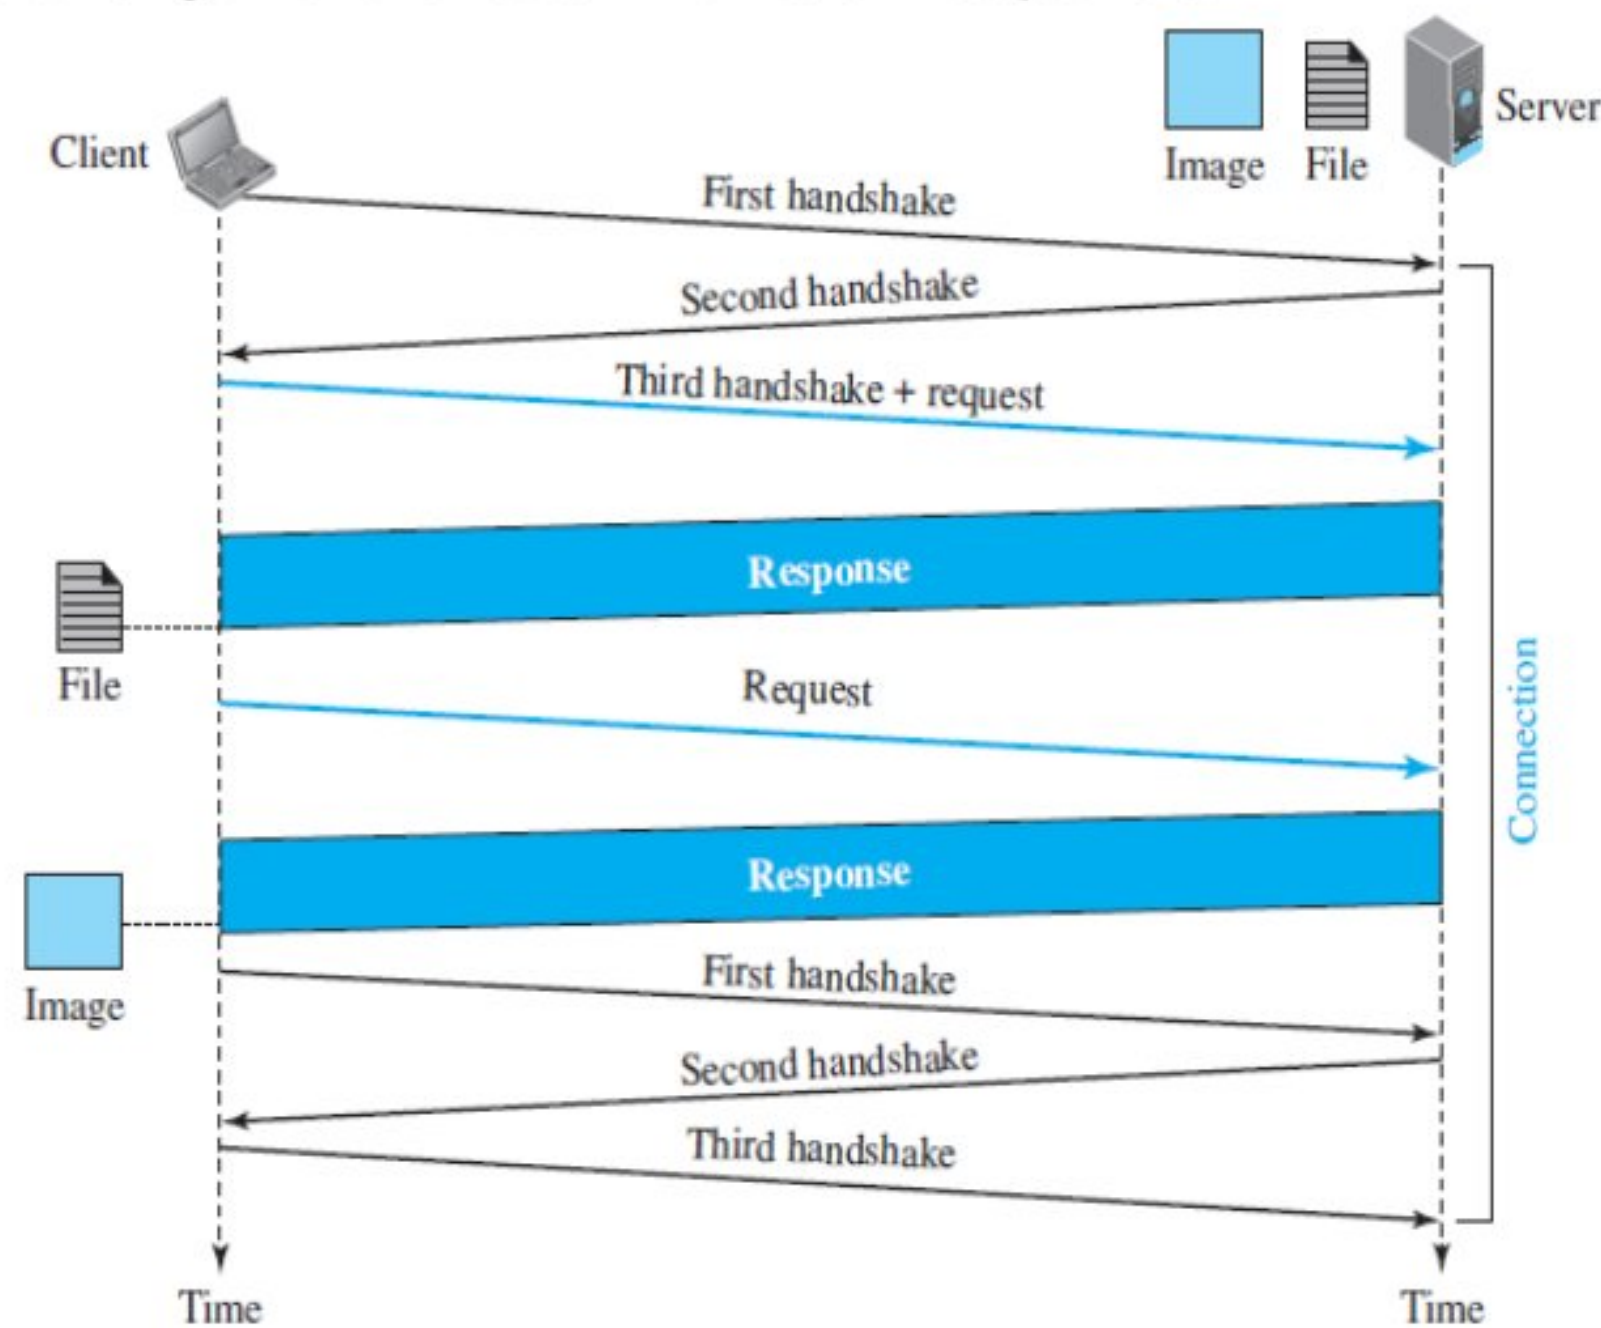 Server
Client
Image
File
First handshake
Second handshake
Third handshake + request
Response
File
Request
Connection
Response
Image
First handshake
Second handshake
Third handshake
Time
Time